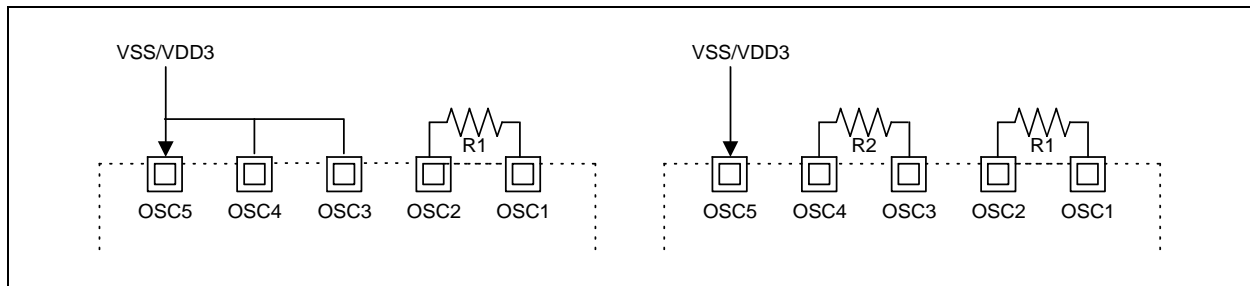 VSS/VDD3 VSS/VDD3
R1 R2 R1
OSC5 OSC4 OSC3 OSC2 OSC1 OSC5 OSC4 OSC3 OSC2 OSC1